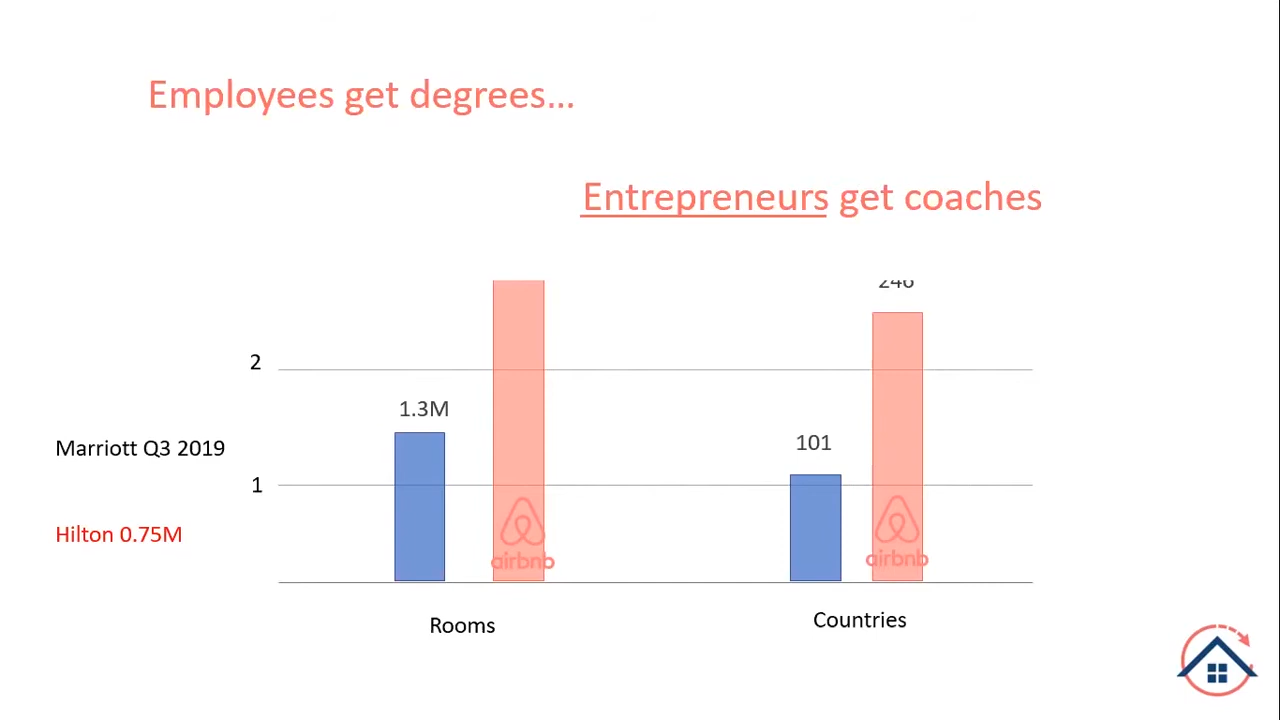 Employees get degrees...
Entrepreneurs get coaches
246
2
1.3M
101
Marriott Q3 2019
1
Hilton 0.75M
airbnb
airbnb
Rooms
Countries